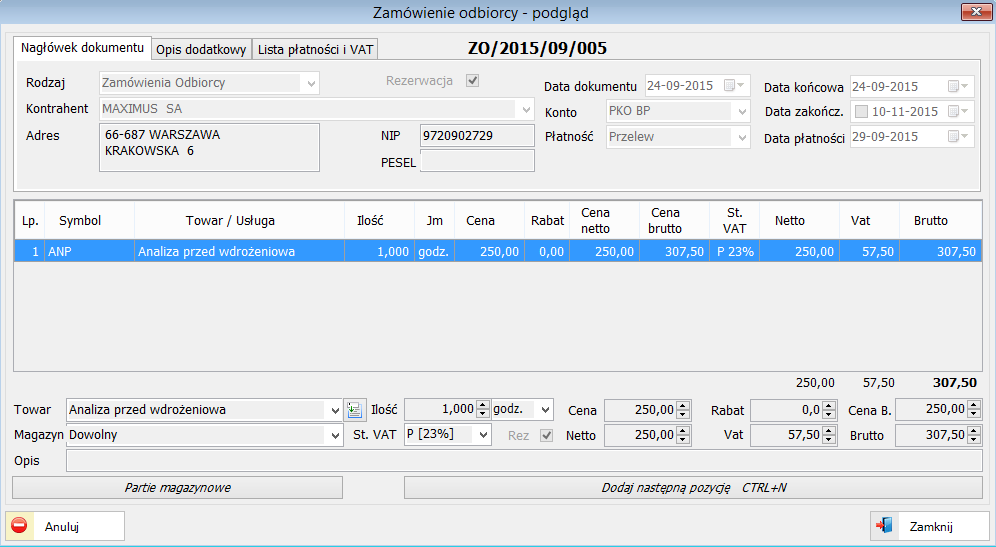 Zamówienie odbiorcy - podgląd
Nagłówek dokumentu Opis dodatkowy Lista płatności i VAT ZO/2015/09/005
Rodzaj Zamówienia Odbiorcy Rezerwacja Data dokumentu 24-09-2015 Data końcowa 24-09-2015
Kontrahent MAXIMUS SA Konto PKO BP Data zakończ. 10-11-2015
Adres 66-687 WARSZAWA NIP 9720902729 Płatność Przelew Data płatności 29-09-2015
KRAKOWSKA 6
PESEL
Lp. Symbol Towar / Usługa Ilość Jm Cena Rabat Cena netto Cena brutto St. VAT Netto Vat Brutto
1 ANP Analiza przed wdrożeniowa 1,000 godz. 250,00 0,00 250,00 307,50 P 23% 250,00 57,50 307,50
250,00 57,50 307,50
Towar Analiza przed wdrożeniowa Ilość 1,000 godz. Cena 250,00 Rabat 0,0 Cena B. 250,00
Magazyn Dowolny St. VAT P [23%] Rez Netto 250,00 Vat 57,50 Brutto 307,50
Opis
Partie magazynowe Dodaj następną pozycję CTRL+N
Anuluj Zamknij